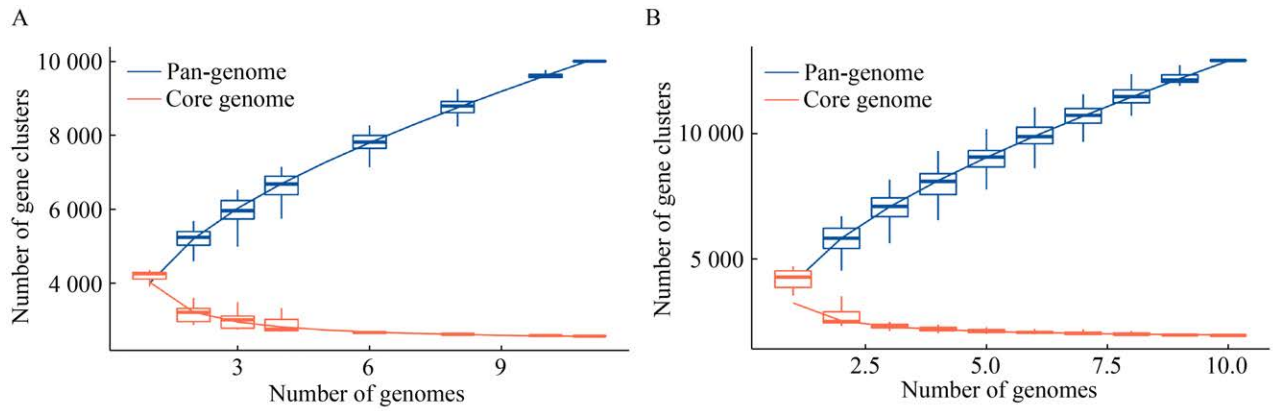 A
Number of gene clusters
10 000
8 000
6 000
4 000
Pan-genome
Core genome
3
6
9
Number of genomes
B
Number of gene clusters
10 000
5 000
Pan-genome
Core genome
2.5
5.0
7.5
10.0
Number of genomes